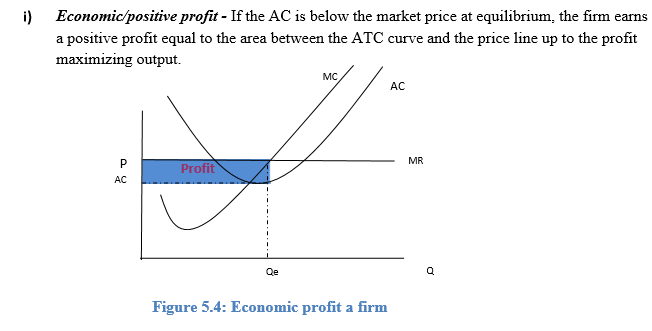 i) Economic/positive profit - If the AC is below the market price at equilibrium, the firm earns
a positive profit equal to the area between the ATC curve and the price line up to the profit
maximizing output.
MC
AC
P
Profit
MR
AC
Qe
Q
Figure 5.4: Economic profit a firm